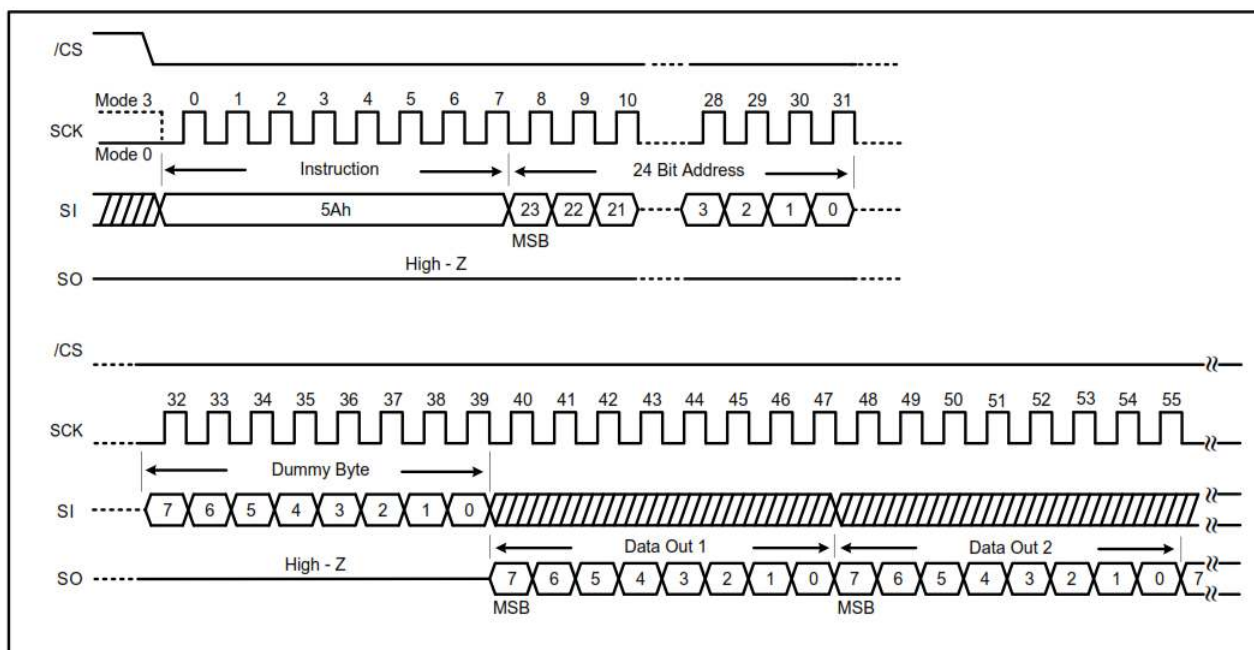 /CS
Mode 3 0 1 2 3 4 5 6 7 8 9 10 28 29 30 31
SCK
Mode 0
Instruction 24 Bit Address
SI 5Ah 23 22 21 3 2 1 0
MSB
High - Z
SO
/CS
32 33 34 35 36 37 38 39 40 41 42 43 44 45 46 47 48 49 50 51 52 53 54 55
SCK
Dummy Byte
SI 7 6 5 4 3 2 1 0
Data Out 1 Data Out 2
High - Z
SO 7 6 5 4 3 2 1 0 7 6 5 4 3 2 1 0 7
MSB MSB